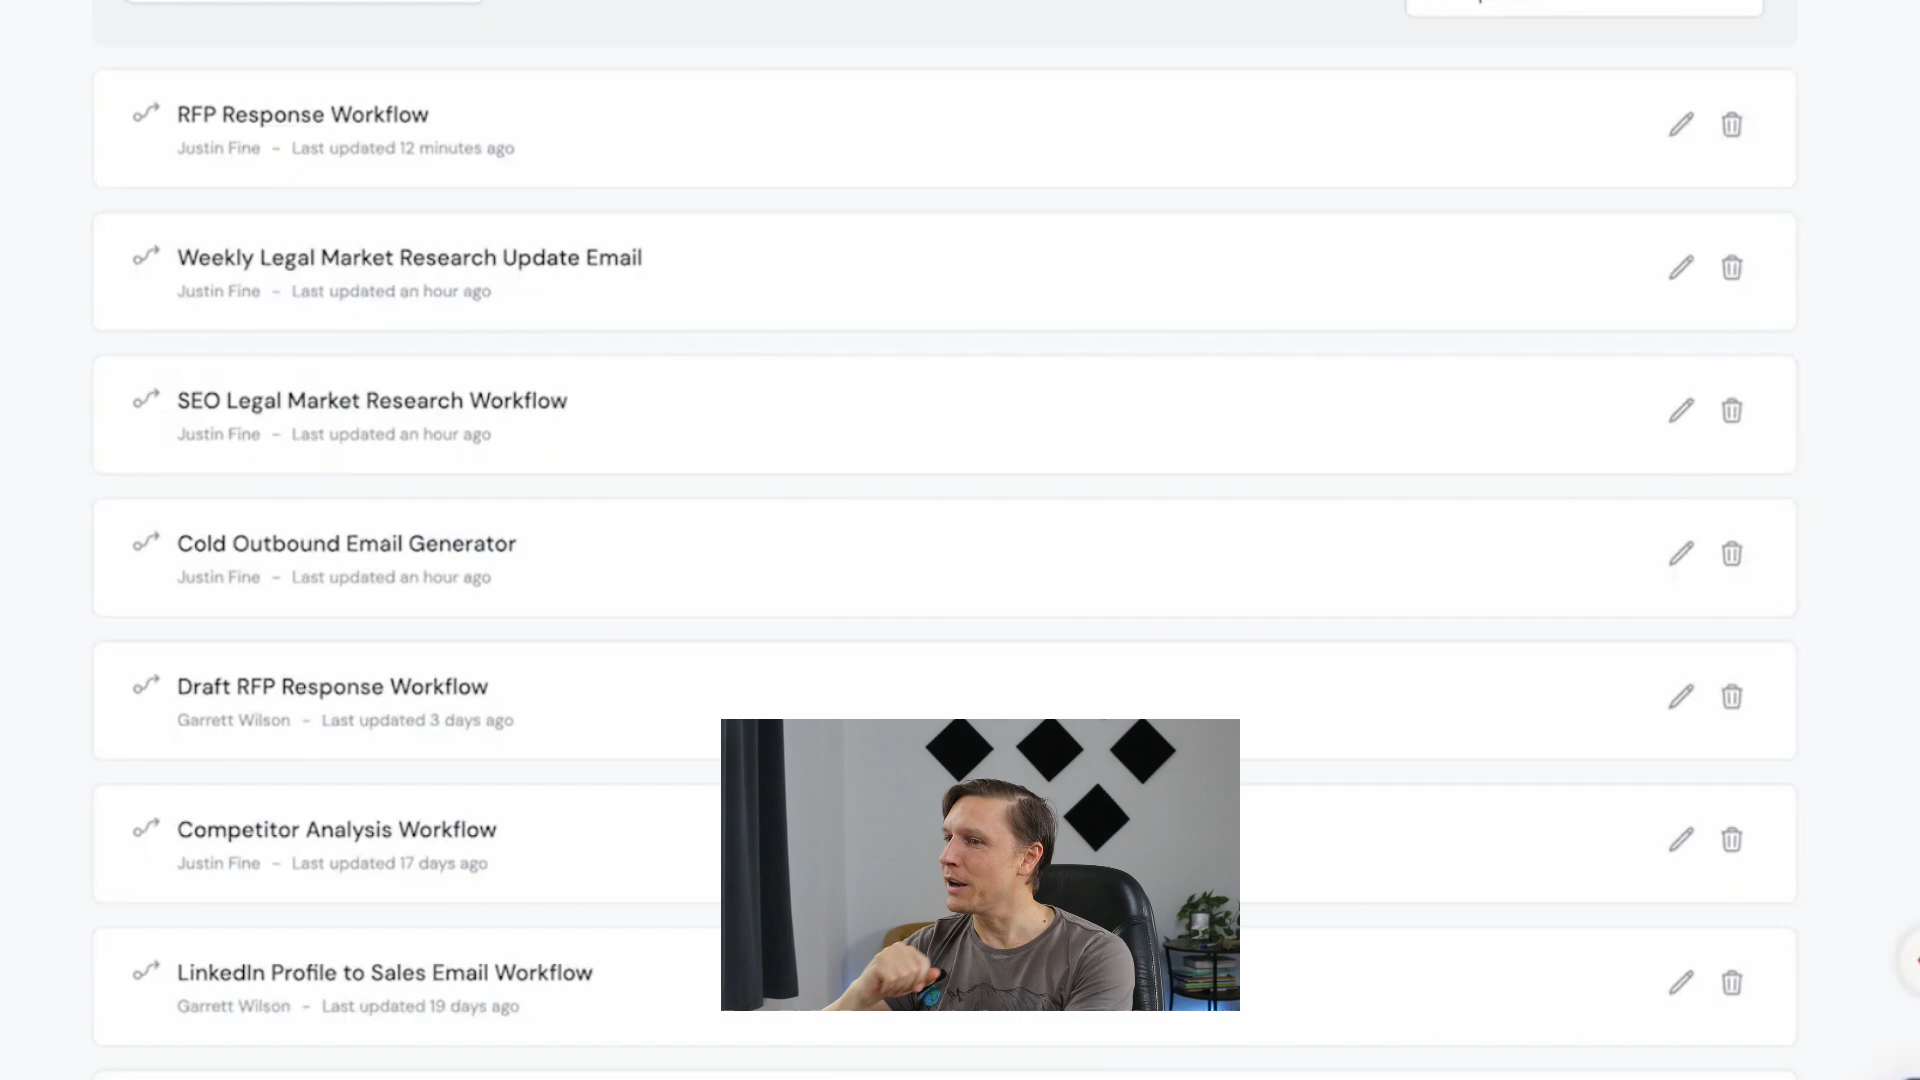 RFP Response Workflow
Justin Fine - Last updated 12 minutes ago
Weekly Legal Market Research Update Email
Justin Fine - Last updated an hour ago
SEO Legal Market Research Workflow
Justin Fine - Last updated an hour ago
Cold Outbound Email Generator
Justin Fine - Last updated an hour ago
Draft RFP Response Workflow
Garrett Wilson - Last updated 3 days ago
Competitor Analysis Workflow
Justin Fine - Last updated 17 days ago
LinkedIn Profile to Sales Email Workflow
Garrett Wilson - Last updated 19 days ago